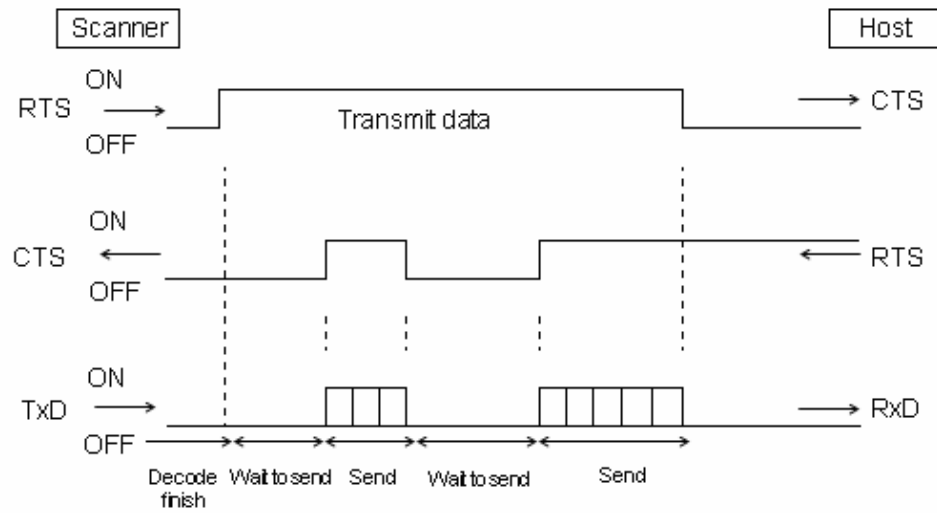 Scanner
Host
ON
RTS
OFF
Transmit data
CTS
ON
CTS
OFF
RTS
ON
TxD
OFF
RxD
Decode
finish
Wait to send
Send
Wait to send
Send